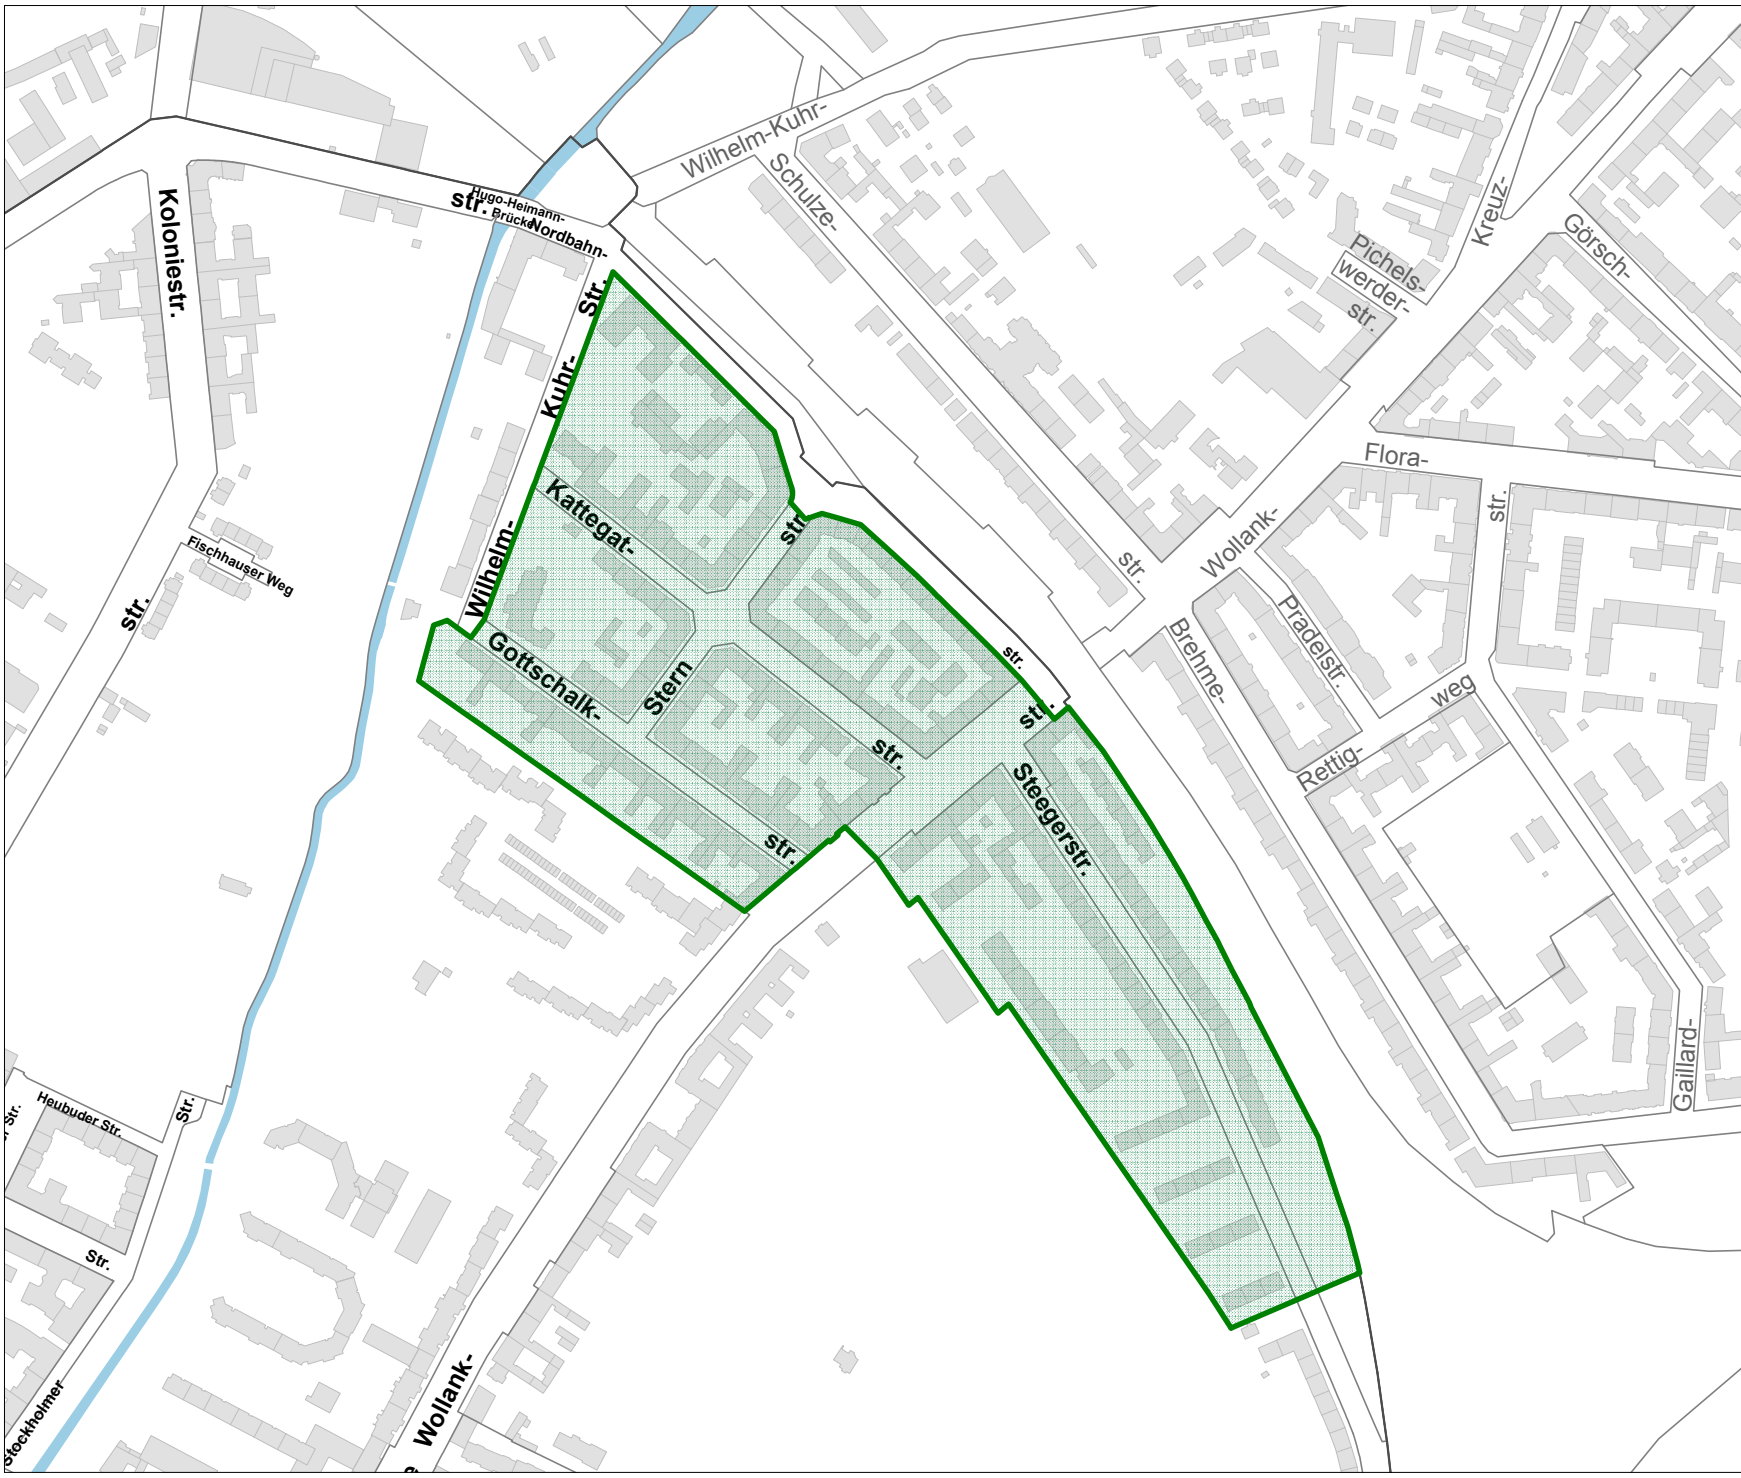 Wilhelm-Kuhr-
Schulze-
Koloniestr.
str.
Hugo-Heimann-
Brücke
Nordbahn-
Kreuz-
Görsch-
Pichels-
werder-
str.
Str.
Kuhr-
Wilhelm-
Flora-
str.
Kattegat-
str.
Wollank-
str.
Fischhauser Weg
str.
Pradelstr.
Brehme-
Gottschalk-
Stern
str.
weg
str.
Rettig-
str.
Steegerstr.
str.
Gaillard-
Heubuder Str.
Str.
Str.
Str.
Wollank-
Stockholmer